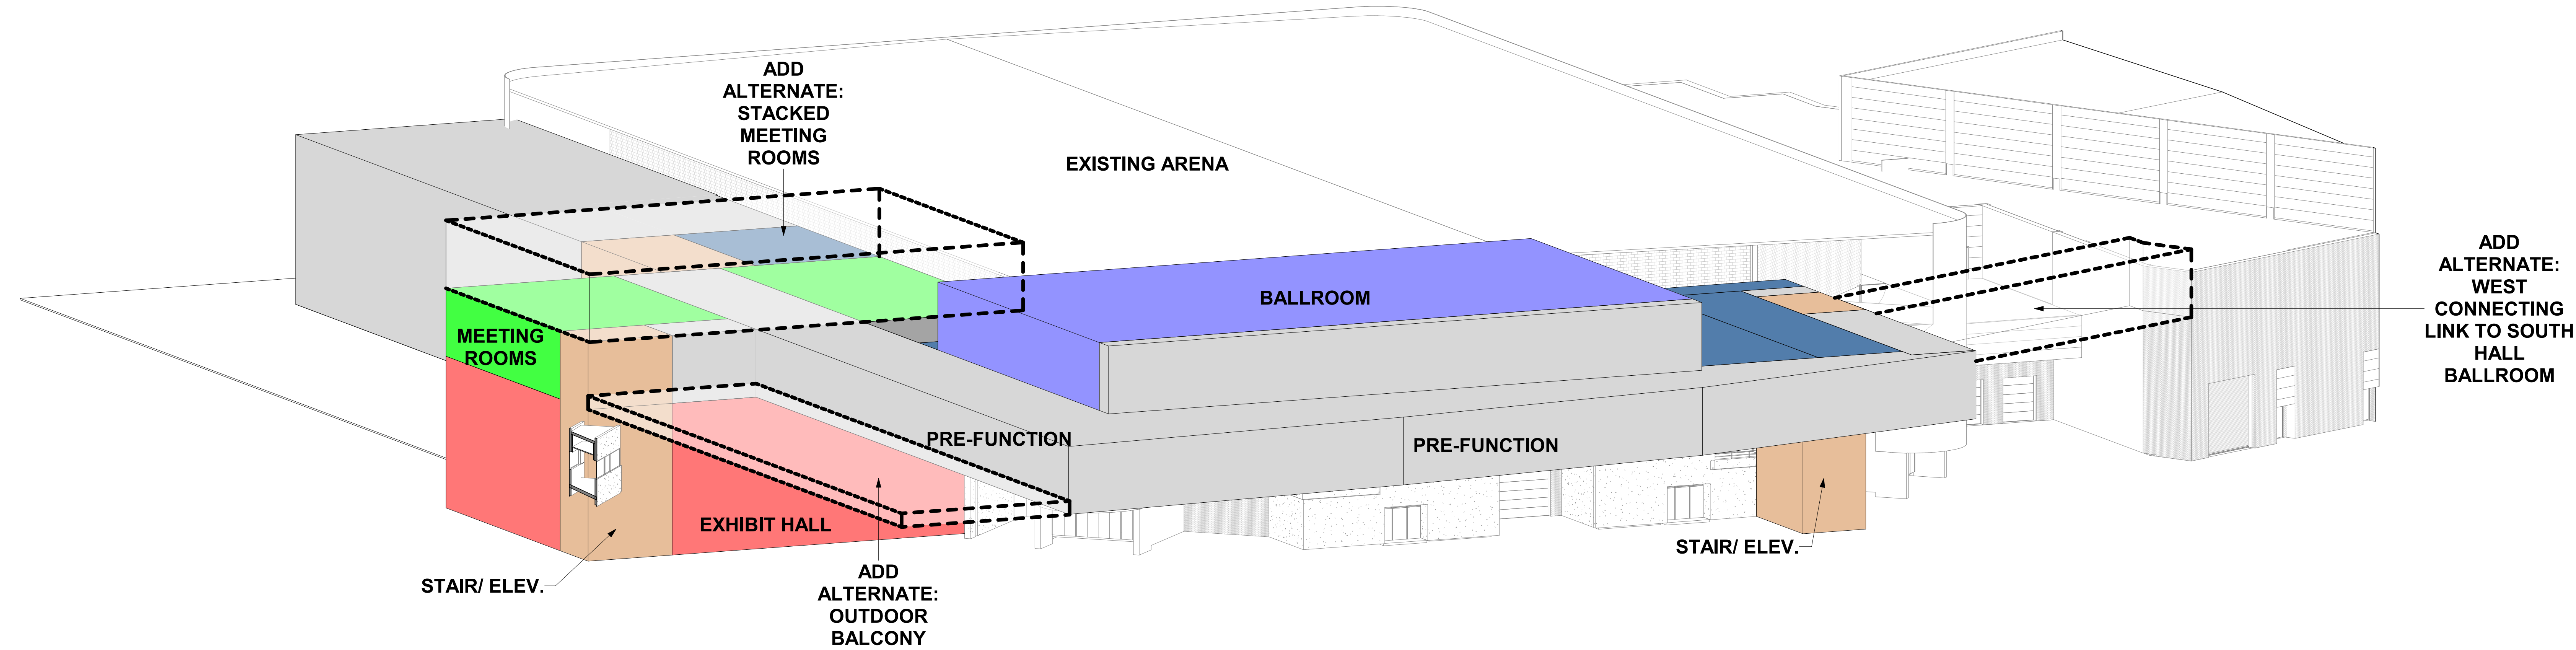 ADD
ALTERNATE:
STACKED
MEETING
ROOMS
EXISTING ARENA
ADD
ALTERNATE:
WEST
CONNECTING
LINK TO SOUTH
HALL
BALLROOM
BALLROOM
MEETING
ROOMS
PRE-FUNCTION
PRE-FUNCTION
EXHIBIT HALL
STAIR/ ELEV.
STAIR/ ELEV.
ADD
ALTERNATE:
OUTDOOR
BALCONY